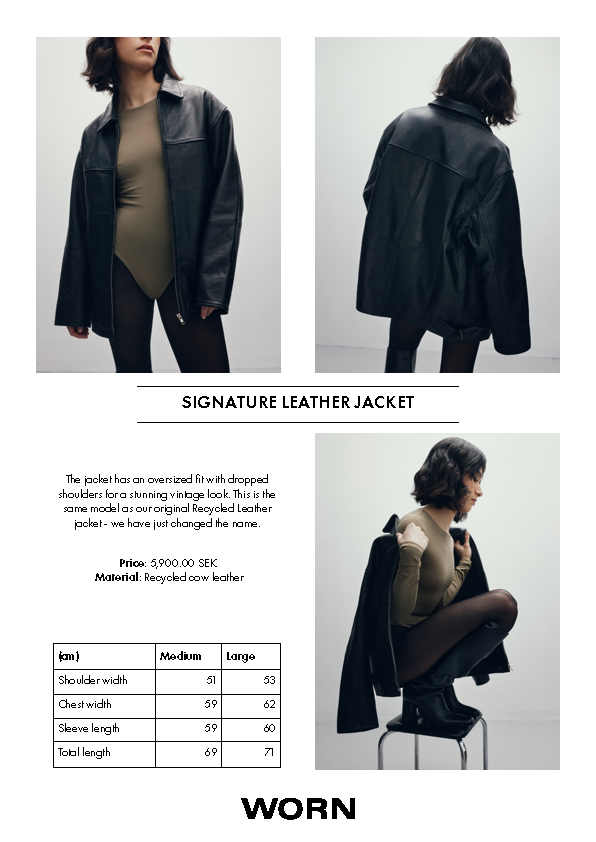 SIGNATURE LEATHER JACKET
The jacket has an oversized fit with dropped
shoulders for a stunning vintage look. This is the
same model as our original Recycled Leather
jacket - we have just changed the name.
Price: 5,900.00 SEK
Material: Recycled cow leather
(cm) Medium Large
Shoulder width 51 53
Chest width 59 62
Sleeve length 59 60
Total length 69 71
WORN